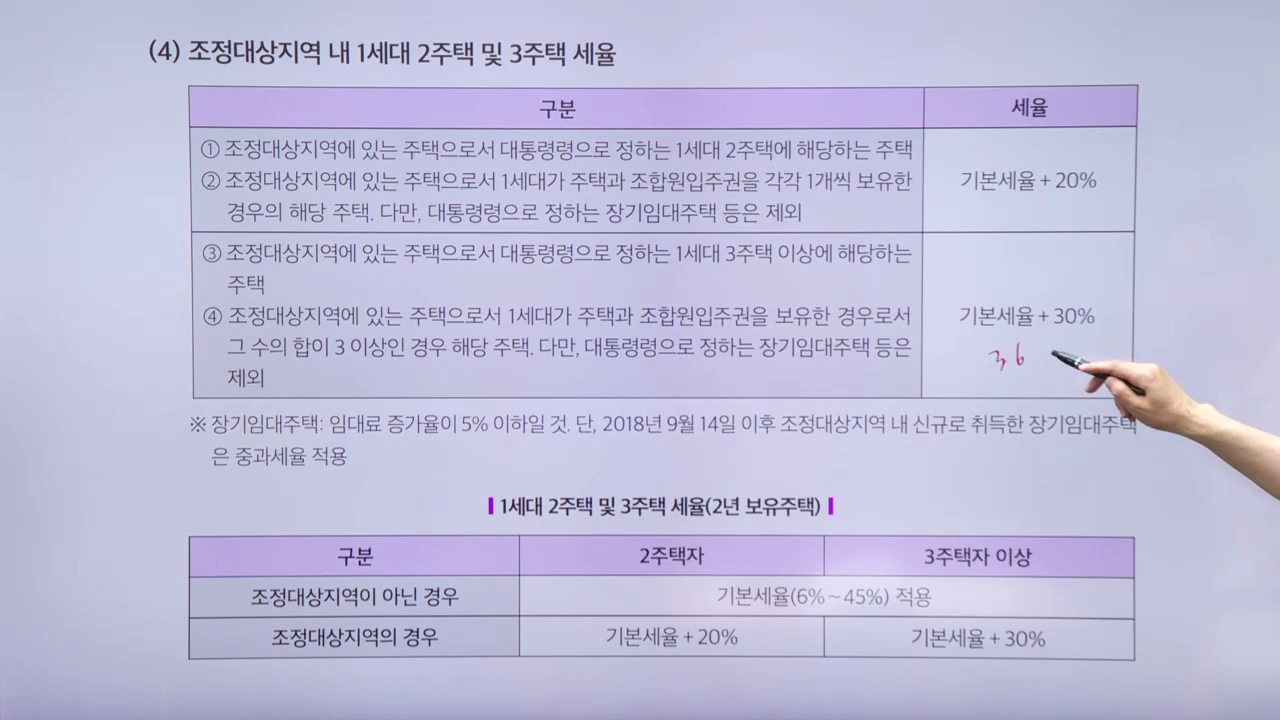 (4) 조정대상지역 내 1세대 2주택 및 3주택 세율
구분 세율
① 조정대상지역에 있는 주택으로서 대통령령으로 정하는 1세대 2주택에 해당하는 주택
② 조정대상지역에 있는 주택으로서 1세대가 주택과 조합원입주권을 각각 1개씩 보유한 기본세율 + 20%
경우의 해당 주택. 다만, 대통령령으로 정하는 장기임대주택 등은 제외
③ 조정대상지역에 있는 주택으로서 대통령령으로 정하는 1세대 3주택 이상에 해당하는
주택
④ 조정대상지역에 있는 주택으로서 1세대가 주택과 조합원입주권을 보유한 경우로서 기본세율 + 30%
그 수의 합이 3 이상인 경우 해당 주택. 다만, 대통령령으로 정하는 장기임대주택 등은 36
제외
※ 장기임대주택: 임대료 증가율이 5% 이하일 것. 단, 2018년 9월 14일 이후 조정대상지역 내 신규로 취득한 장기임대주택
은 중과세율 적용
1세대 2주택 및 3주택 세율(2년 보유주택)
구분 2주택자 3주택자 이상
조정대상지역이 아닌 경우 기본세율(6%~45%) 적용
조정대상지역의 경우 기본세율 + 20% 기본세율 + 30%